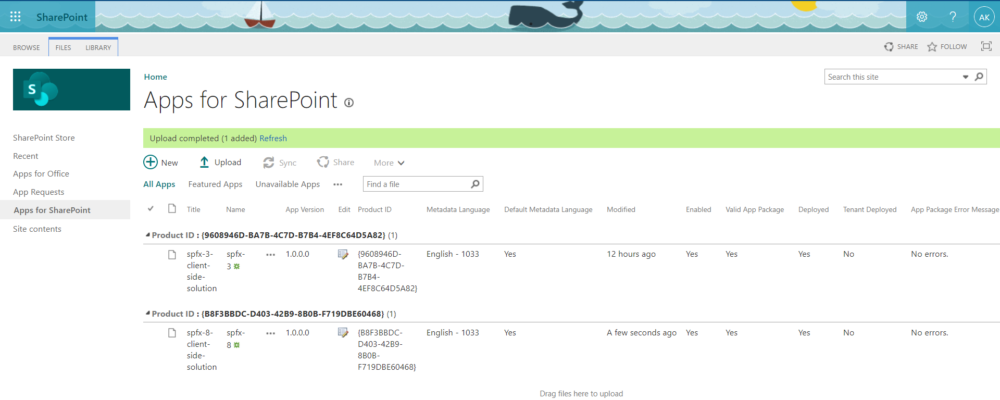 SharePoint
? AK
BROWSE FILES LIBRARY SHARE FOLLOW
S
Home
Search this site
Apps for SharePoint
Upload completed (1 added) Refresh
SharePoint Store
Recent
Apps for Office
App Requests
Apps for SharePoint
Site contents
New Upload Sync Share More
All Apps Featured Apps Unavailable Apps ••• Find a file
Title Name App Version Edit Product ID Metadata Language Default Metadata Language Modified Enabled Valid App Package Deployed Tenant Deployed App Package Error Message
Product ID : {9608946D-BA7B-4C7D-B7B4-4EF8C64D5A82} (1)
spfx-3- spfx- ••• 1.0.0.0 {9608946D- English - 1033 Yes 12 hours ago Yes Yes Yes No No errors.
client- 3 BA7B-4C7D-
side- B7B4-
solution 4EF8C64D5A82}
Product ID : {B8F3BBDC-D403-42B9-8B0B-F719DBE60468} (1)
spfx-8- spfx- ••• 1.0.0.0 {B8F3BBDC- English - 1033 Yes A few seconds ago Yes Yes Yes No No errors.
client- 8 D403-42B9-
side- 8B0B-
solution F719DBE60468}
Drag files here to upload